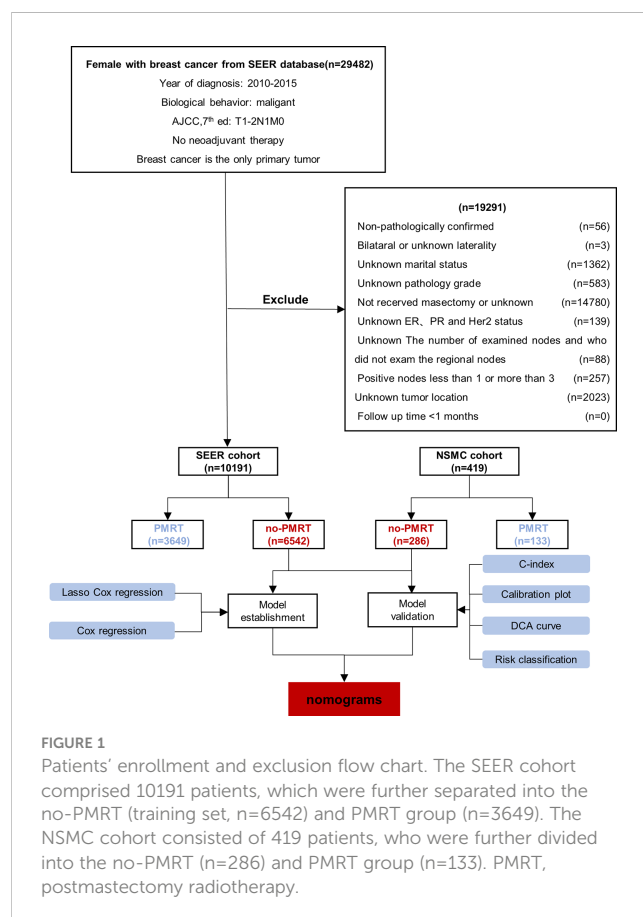 Female with breast cancer from SEER database(n=29482)
Year of diagnosis: 2010-2015
Biological behavior: maligant
AJCC,7th ed: T1-2N1M0
No neoadjuvant therapy
Breast cancer is the only primary tumor
(n=19291)
Non-pathologically confirmed (n=56)
Bilataral or unknown laterality (n=3)
Unknown marital status (n=1362)
Unknown pathology grade (n=583)
Not recerved masectomy or unknown (n=14780)
Unknown ER、PR and Her2 status (n=139)
Unknown The number of examined nodes and who
did not exam the regional nodes (n=88)
Positive nodes less than 1 or more than 3 (n=257)
Unknown tumor location (n=2023)
Follow up time <1 months (n=0)
Exclude
SEER cohort
(n=10191)
NSMC cohort
(n=419)
PMRT
(n=3649)
no-PMRT
(n=6542)
no-PMRT
(n=286)
PMRT
(n=133)
Lasso Cox regression
Cox regression
Model
establishment
Model
validation
C-index
Calibration plot
DCA curve
Risk classification
nomograms
FIGURE 1
Patients' enrollment and exclusion flow chart. The SEER cohort
comprised 10191 patients, which were further separated into the
no-PMRT (training set, n=6542) and PMRT group (n=3649). The
NSMC cohort consisted of 419 patients, who were further divided
into the no-PMRT (n=286) and PMRT group (n=133). PMRT,
postmastectomy radiotherapy.